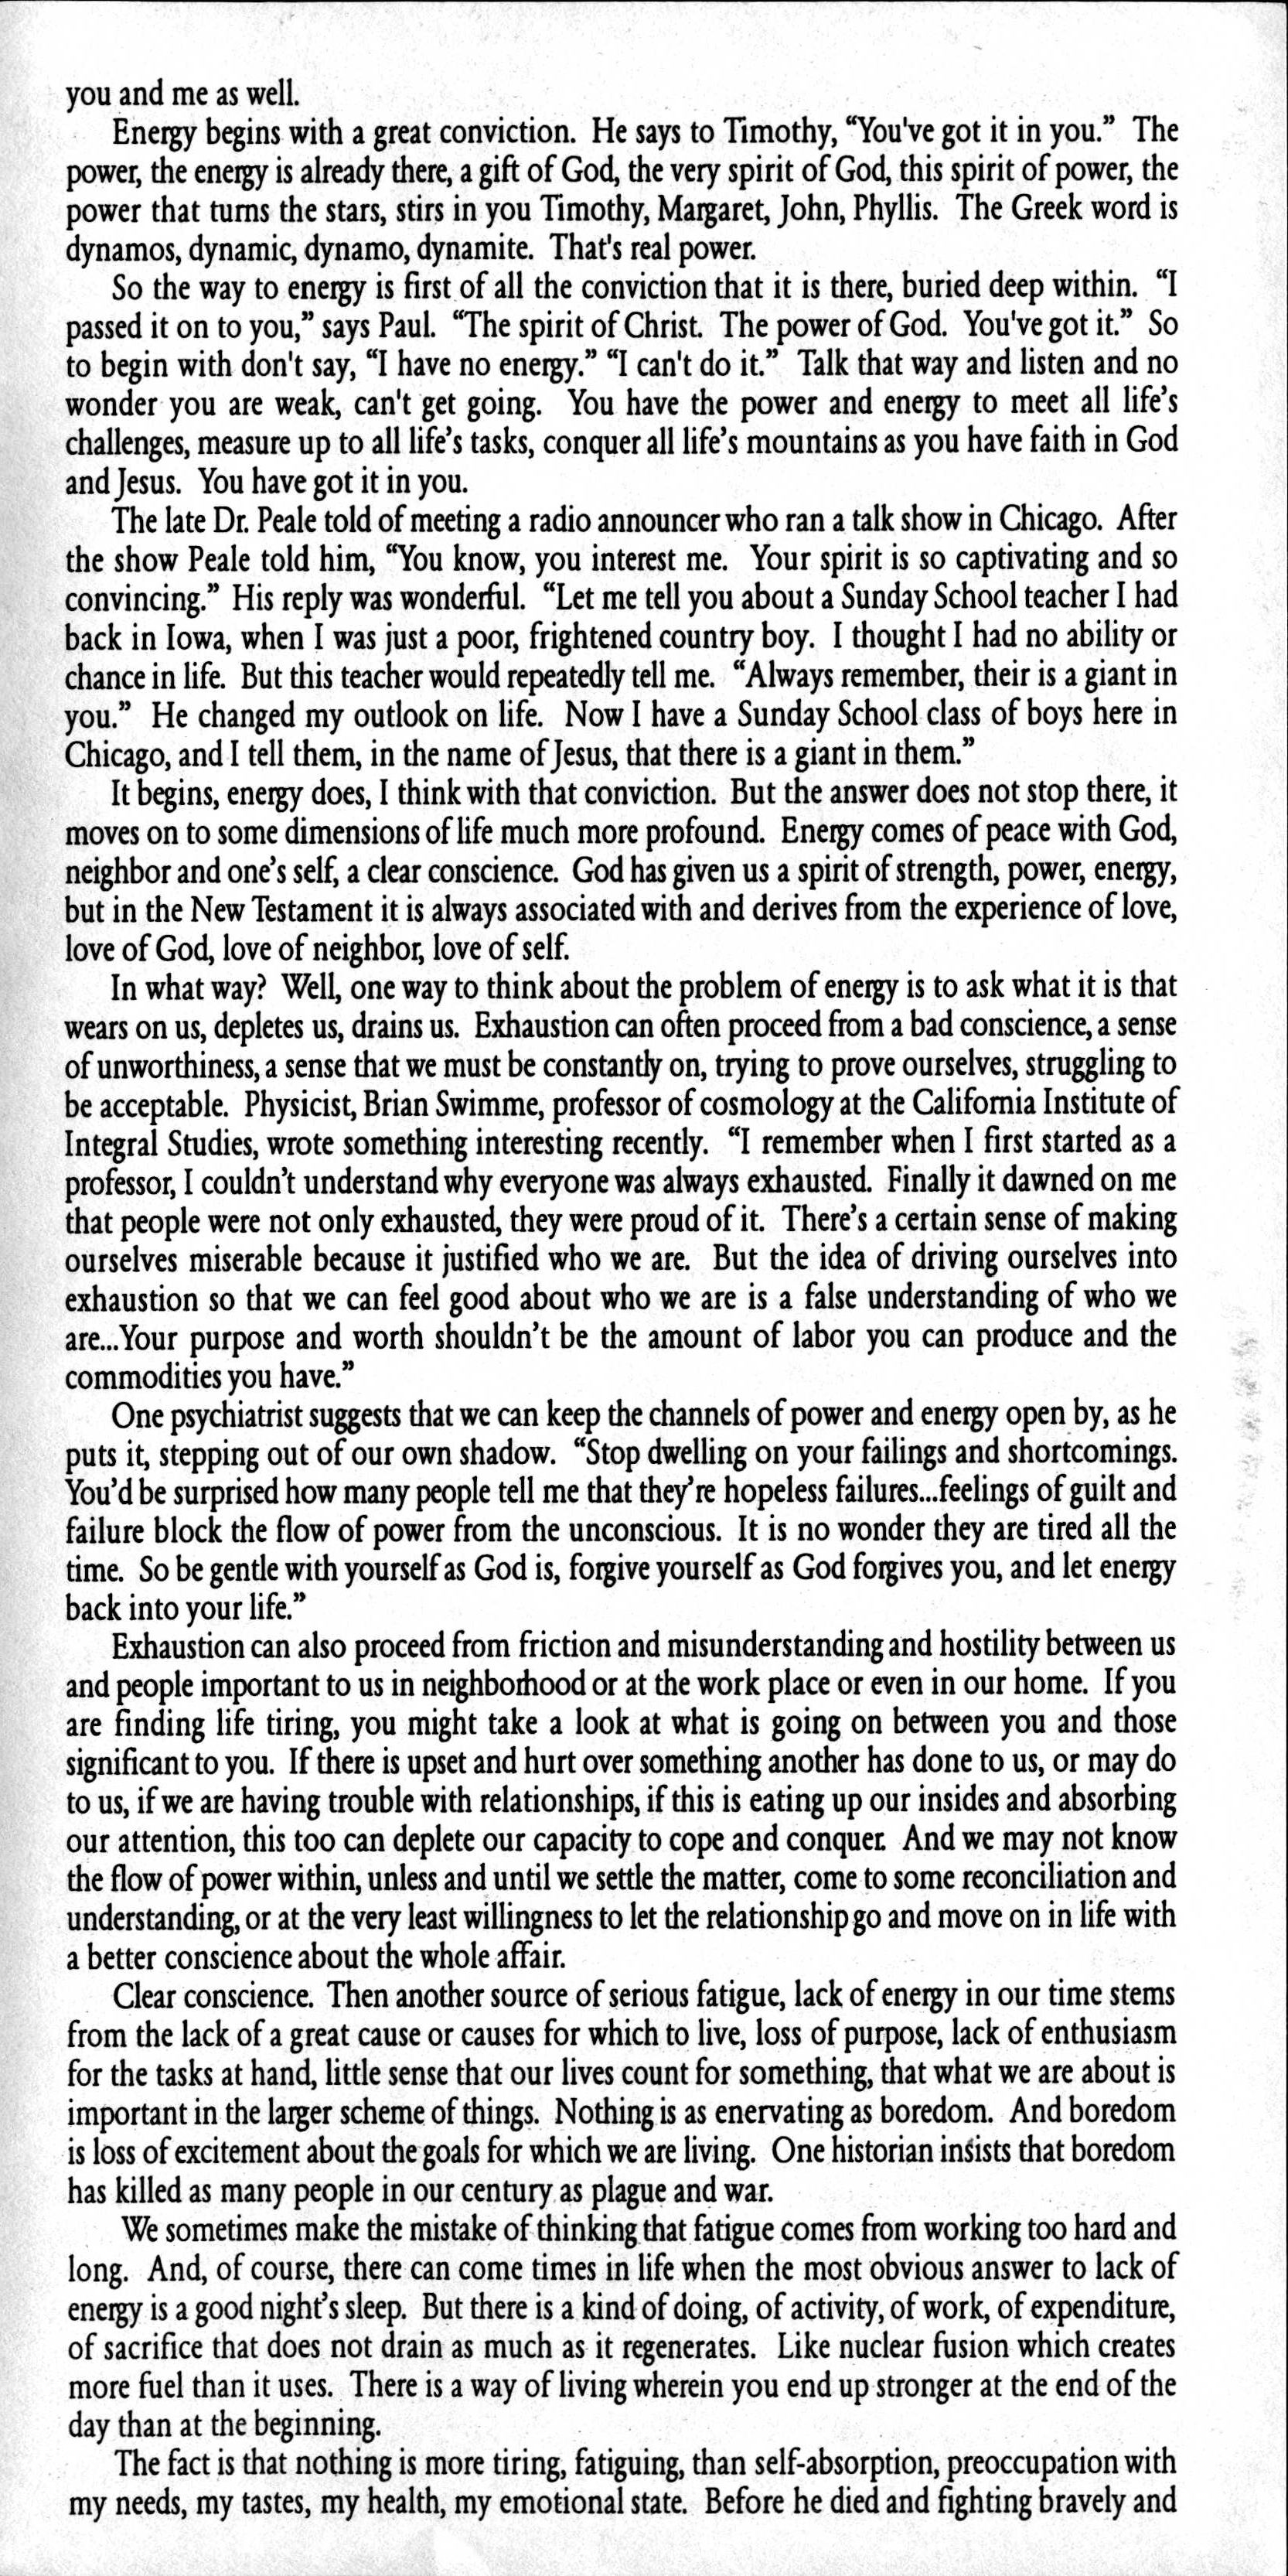 you and me as well.
Energy begins with a great conviction. He says to Timothy, “You've got it in you.” The
power, the energy is already there, a gift of God, the very spirit of God, this spirit of power, the
power that turns the stars, stirs in you Timothy, Margaret, John, Phyllis. The Greek word is
dynamos, dynamic, dynamo, dynamite. That's real power.
So the way to energy is first of all the conviction that it is there, buried deep within. “I
passed it on to you,” says Paul. “The spirit of Christ. The power of God. You've got it.” So
to begin with don't say, “I have no energy.” “I can't do it.” Talk that way and listen and no
wonder you are weak, can't get going. You have the power and energy to meet all life’s
challenges, measure up to all life’s tasks, conquer all life’s mountains as you have faith in God
and Jesus. You have got it in you.
The late Dr. Peale told of meeting a radio announcer who ran a talk show in Chicago. After
the show Peale told him, “You know, you interest me. Your spirit is so captivating and so
convincing.” His reply was wonderful. “Let me tell you about a Sunday School teacher I had
back in Iowa, when I was just a poor, frightened country boy. I thought I had no ability or
chance in life. But this teacher would repeatedly tell me. “Always remember, their is a giant in
you.” He changed my outlook on life. Now I have a Sunday School class of boys here in
Chicago, and I tell them, in the name of Jesus, that there is a giant in them.”
It begins, energy does, I think with that conviction. But the answer does not stop there, it
moves on to some dimensions of life much more profound. Energy comes of peace with God,
neighbor and one’s self, a clear conscience. God has given us a spirit of strength, power, energy,
but in the New Testament it is always associated with and derives from the experience of love,
love of God, love of neighbor, love of self.
In what way? Well, one way to think about the problem of energy is to ask what it is that
wears on us, depletes us, drains us. Exhaustion can often proceed from a bad conscience, a sense
of unworthiness, a sense that we must be constantly on, trying to prove ourselves, struggling to
be acceptable. Physicist, Brian Swimme, professor of cosmology at the California Institute of
Integral Studies, wrote something interesting recently. “I remember when I first started as a
professor, I couldn’t understand why everyone was always exhausted. Finally it dawned on me
that people were not only exhausted, they were proud of it. There’s a certain sense of making
ourselves miserable because it justified who we are. But the idea of driving ourselves into
exhaustion so that we can feel good about who we are is a false understanding of who we
are...Your purpose and worth shouldn’t be the amount of labor you can produce and the
commodities you have.”
One psychiatrist suggests that we can keep the channels of power and energy open by, as he
puts it, stepping out of our own shadow. “Stop dwelling on your failings and shortcomings.
You’d be surprised how many people tell me that they’re hopeless failures...feelings of guilt and
failure block the flow of power from the unconscious. It is no wonder they are tired all the
time. So be gentle with yourself as God is, forgive yourself as God forgives you, and let energy
back into your life.”
Exhaustion can also proceed from friction and misunderstanding and hostility between us
and people important to us in neighborhood or at the work place or even in our home. If you
are finding life tiring, you might take a look at what is going on between you and those
significant to you. If there is upset and hurt over something another has done to us, or may do
to us, if we are having trouble with relationships, if this is eating up our insides and absorbing
our attention, this too can deplete our capacity to cope and conquer. And we may not know
the flow of power within, unless and until we settle the matter, come to some reconciliation and
understanding, or at the very least willingness to let the relationship go and move on in life with
a better conscience about the whole affair.
Clear conscience. Then another source of serious fatigue, lack of energy in our time stems
from the lack of a great cause or causes for which to live, loss of purpose, lack of enthusiasm
for the tasks at hand, little sense that our lives count for something, that what we are about is
important in the larger scheme of things. Nothing is as enervating as boredom. And boredom
is loss of excitement about the goals for which we are living. One historian insists that boredom
has killed as many people in our century as plague and war.
We sometimes make the mistake of thinking that fatigue comes from working too hard and
long. And, of course, there can come times in life when the most obvious answer to lack of
energy is a good night’s sleep. But there is a kind of doing, of activity, of work, of expenditure,
of sacrifice that does not drain as much as it regenerates. Like nuclear fusion which creates
more fuel than it uses. There is a way of living wherein you end up stronger at the end of the
day than at the beginning.
The fact is that nothing is more tiring, fatiguing, than self-absorption, preoccupation with
my needs, my tastes, my health, my emotional state. Before he died and fighting bravely and